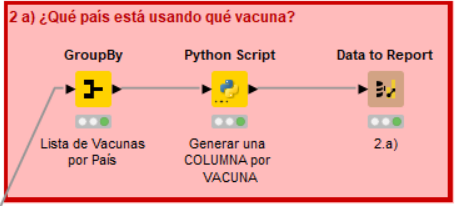 2 a) ¿Qué país está usando qué vacuna?
GroupBy
Python Script
Data to Report
Lista de Vacunas
por País
Generar una
COLUMNA por
VACUNA
2.a)